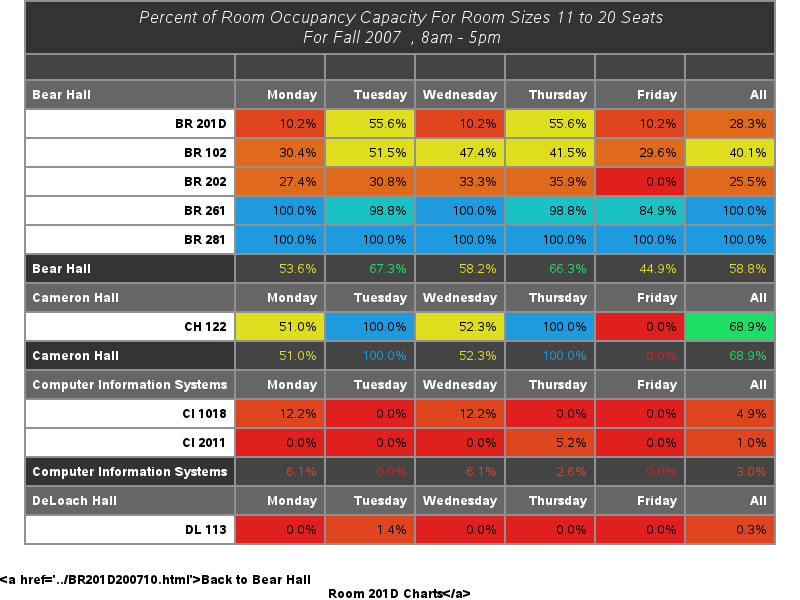 Percent of Room Occupancy Capacity For Room Sizes 11 to 20 Seats
For Fall 2007 , 8am - 5pm
Bear Hall Monday Tuesday Wednesday Thursday Friday All
BR 201D 10.2% 55.6% 10.2% 55.6% 10.2% 28.3%
BR 102 30.4% 51.5% 47.4% 41.5% 29.6% 40.1%
BR 202 27.4% 30.8% 33.3% 35.9% 0.0% 25.5%
BR 261 100.0% 98.8% 100.0% 98.8% 84.9% 100.0%
BR 281 100.0% 100.0% 100.0% 100.0% 100.0% 100.0%
Bear Hall 53.6% 67.3% 58.2% 66.3% 44.9% 58.8%
Cameron Hall Monday Tuesday Wednesday Thursday Friday All
CH 122 51.0% 100.0% 52.3% 100.0% 0.0% 68.9%
Cameron Hall 51.0% 100.0% 52.3% 100.0% 0.0% 68.9%
Computer Information Systems Monday Tuesday Wednesday Thursday Friday All
CI 1018 12.2% 0.0% 12.2% 0.0% 0.0% 4.9%
CI 2011 0.0% 0.0% 0.0% 5.2% 0.0% 1.0%
Computer Information Systems 6.1% 0.0% 6.1% 2.6% 0.0% 3.0%
DeLoach Hall Monday Tuesday Wednesday Thursday Friday All
DL 113 0.0% 1.4% 0.0% 0.0% 0.0% 0.3%
<a href='../BR201D200710.html'>Back to Bear Hall
Room 201D Charts</a>